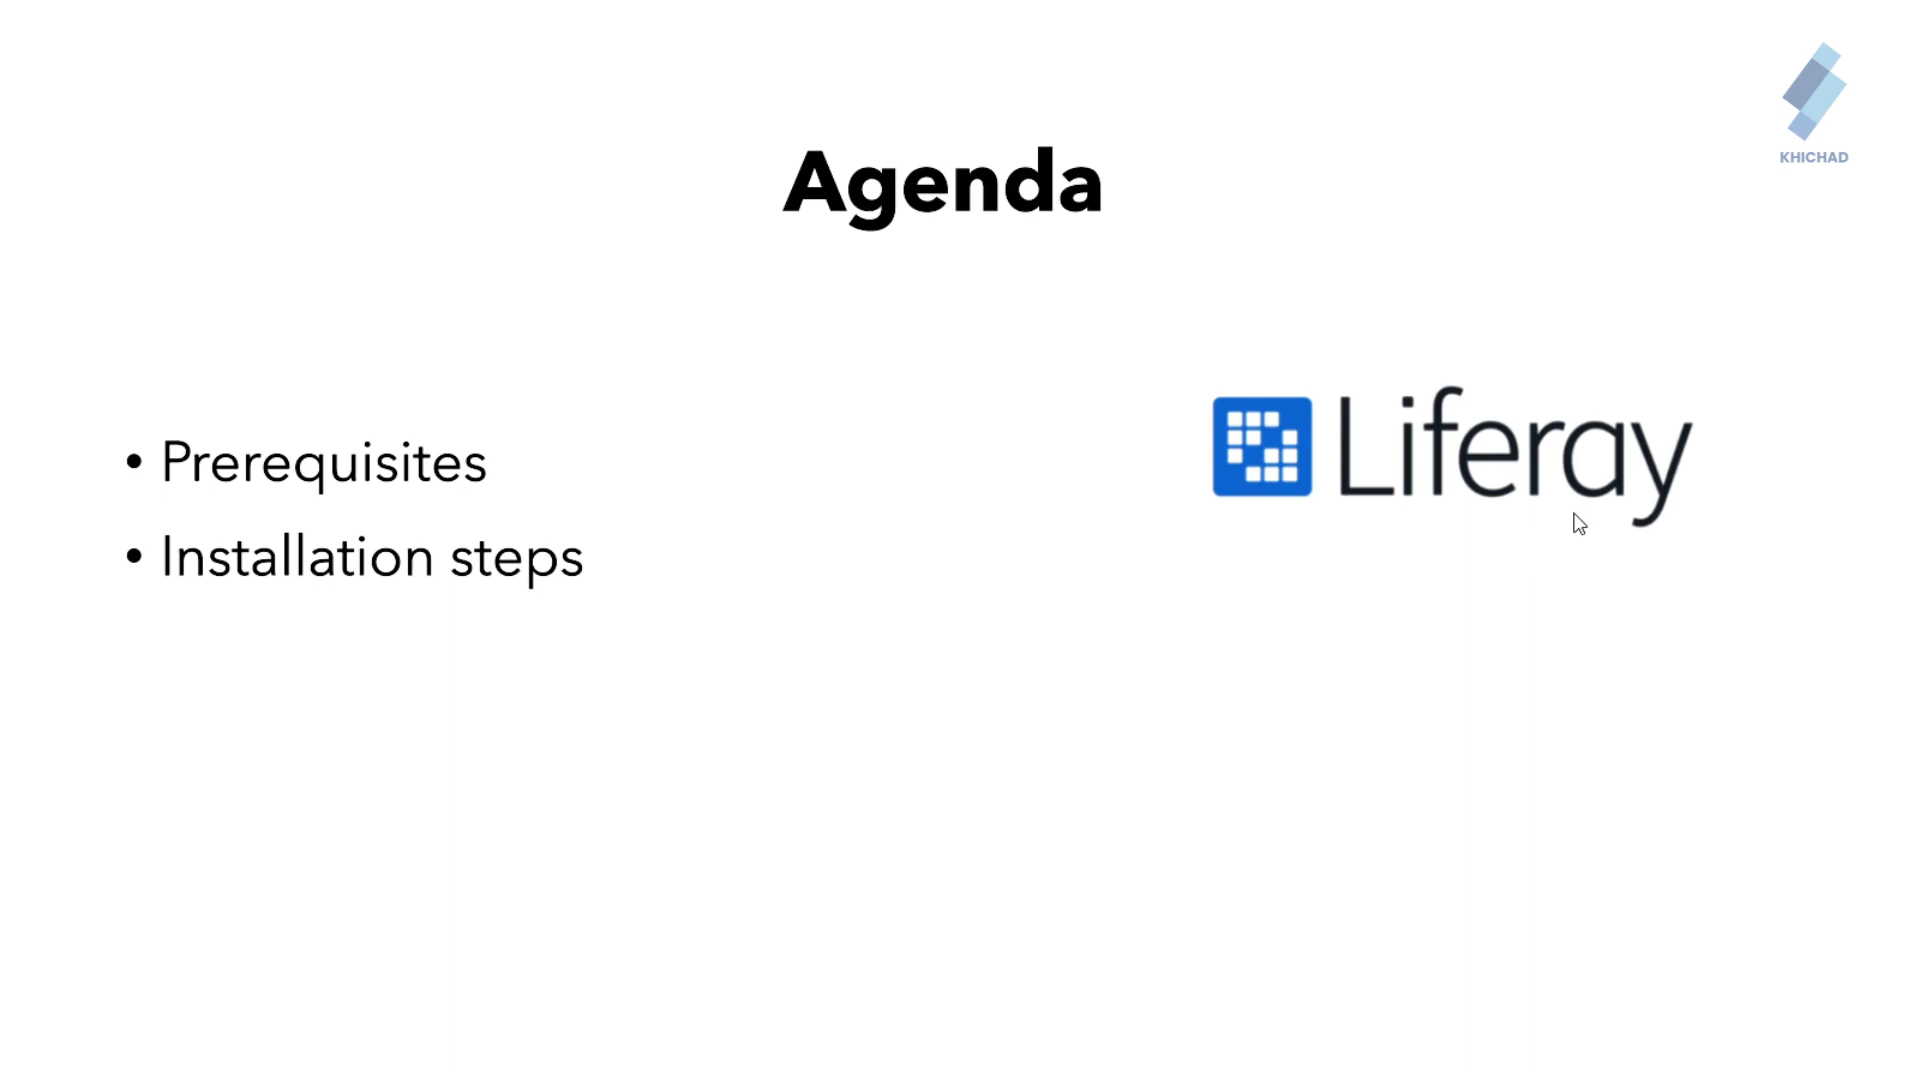 KHICHAD
Agenda
Liferay
• Prerequisites
• Installation steps